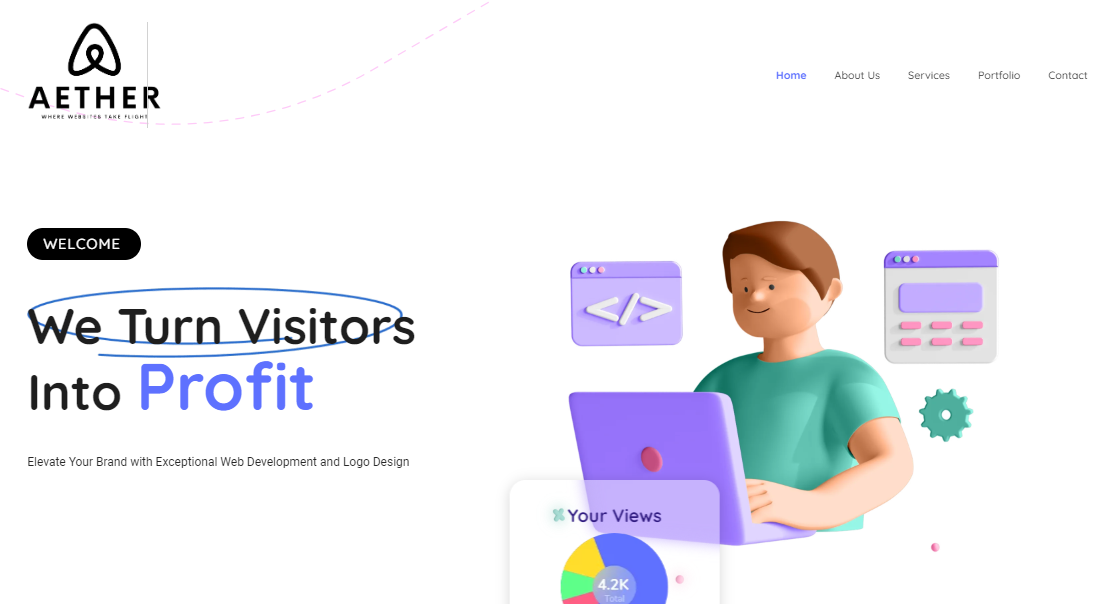 AETHER
WHERE WEBSITES TAKE FLIGHT
Home About Us Services Portfolio Contact
WELCOME
We Turn Visitors
Into Profit
Elevate Your Brand with Exceptional Web Development and Logo Design
</>
Your Views
4.2K
Total